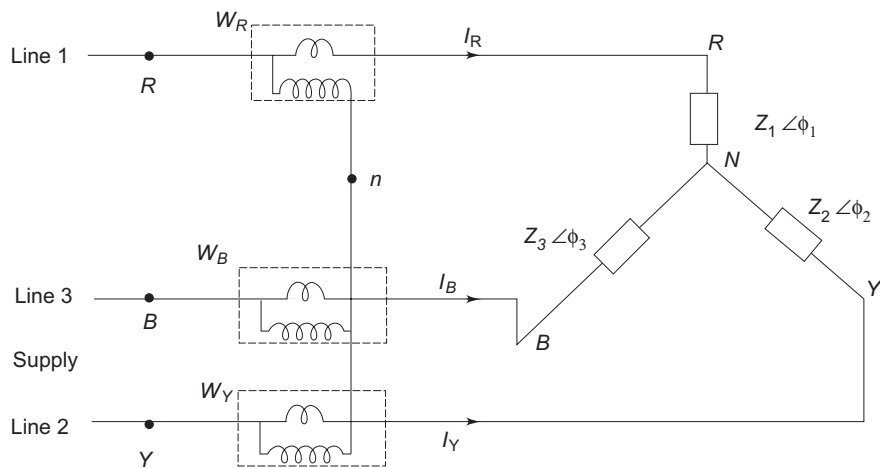 W_R
Line 1
R
I_R
R
Z_1 ∠ϕ_1
N
n
Z_2 ∠ϕ_2
Z_3 ∠ϕ_3
W_B
Line 3
B
I_B
B
Y
Supply
W_Y
Line 2
Y
I_Y